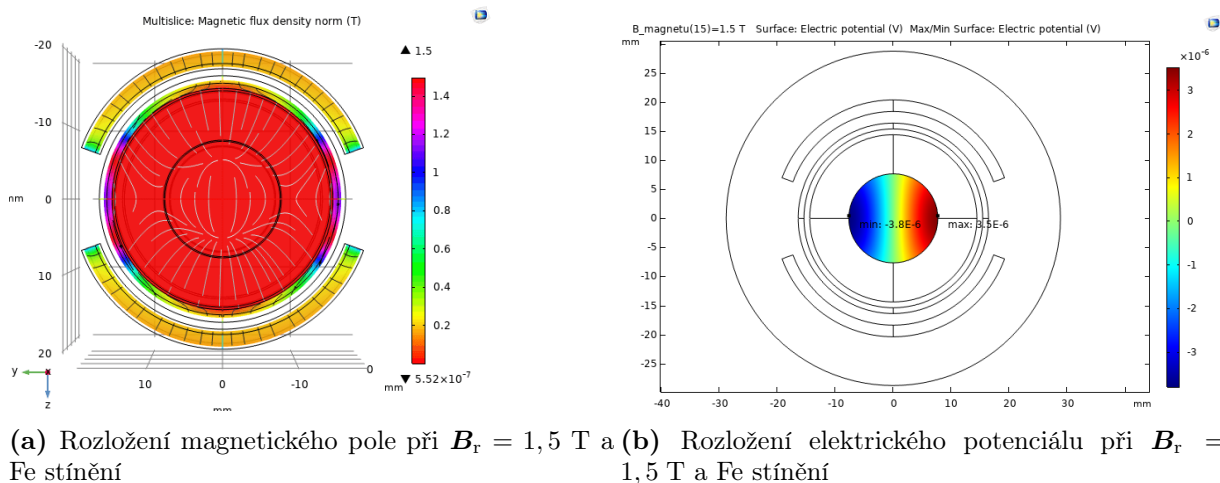 Multislice: Magnetic flux density norm (T)
-20
-10
nm
0
10
20
y
z
x
10
0
-10
mm
0
mm
▲ 1.5
1.4
1.2
1
0.8
0.6
0.4
0.2
▼ 5.52×10⁻⁷
B_magnetu(15)=1.5 T Surface: Electric potential (V) Max/Min Surface: Electric potential (V)
mm
30
25
20
15
10
5
0
-5
-10
-15
-20
-25
-40
-20
0
20
mm
min: -3.8E-6
max: 3.5E-6
×10⁻⁶
3
2
1
0
-1
-2
-3
(a) Rozložení magnetického pole při Bᵣ = 1,5 T a
Fe stínění
(b) Rozložení elektrického potenciálu při Bᵣ =
1,5 T a Fe stínění